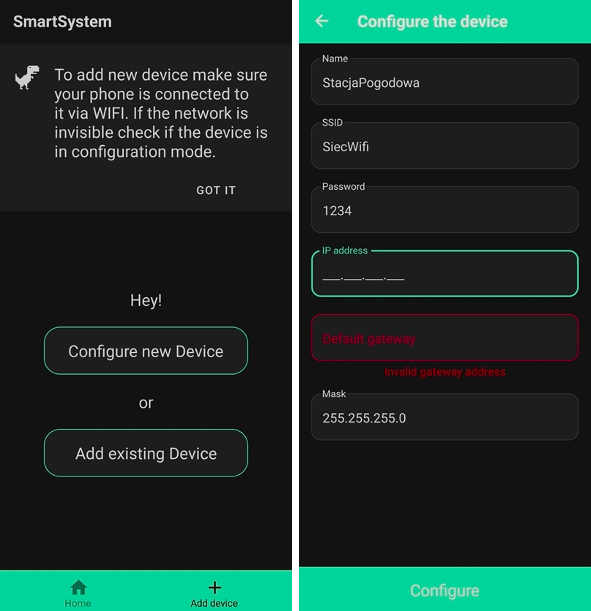 SmartSystem
To add new device make sure
your phone is connected to
it via WIFI. If the network is
invisible check if the device is
in configuration mode.
GOT IT
Hey!
Configure new Device
or
Add existing Device
Home
Add device
Configure the device
Name
StacjaPogodowa
SSID
SiecWifi
Password
1234
IP address
___.___.___.___
Default gateway
Invalid gateway address
Mask
255.255.255.0
Configure